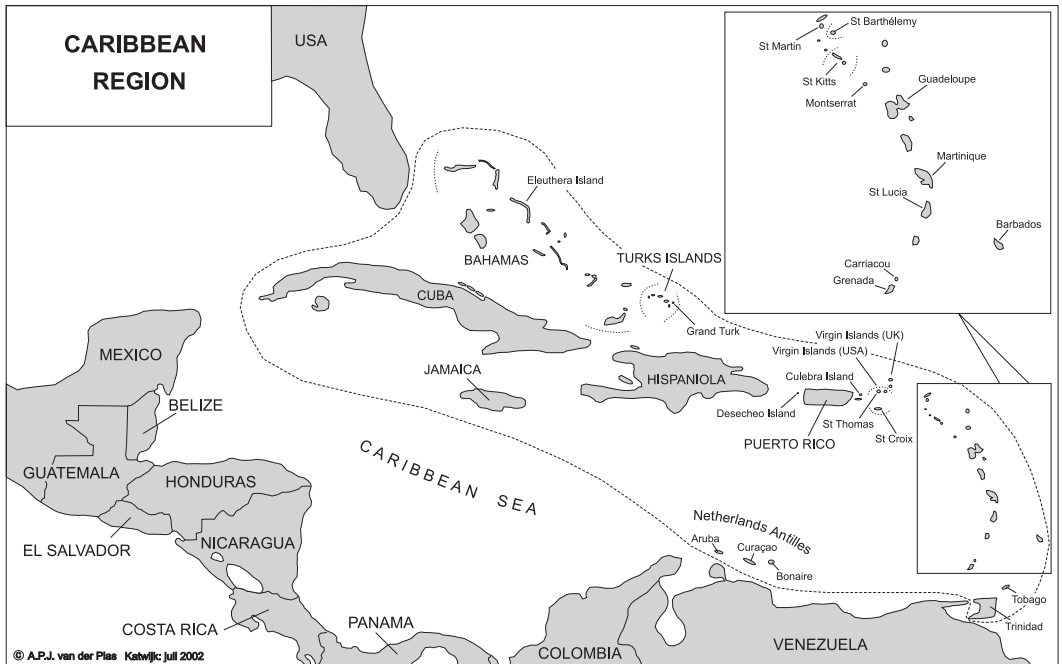 CARIBBEAN
REGION
USA
St Barthélemy
St Martin
St Kitts
Montserrat
Guadeloupe
Martinique
St Lucia
Barbados
Carriacou
Grenada
Eleuthera Island
BAHAMAS
TURKS ISLANDS
Grand Turk
CUBA
MEXICO
BELIZE
JAMAICA
HISPANIOLA
Virgin Islands (UK)
Virgin Islands (USA)
Culebra Island
Desecheo Island
St Thomas
PUERTO RICO
St Croix
GUATEMALA
HONDURAS
CARIBBEAN SEA
EL SALVADOR
NICARAGUA
Netherlands Antilles
Aruba
Curaçao
Bonaire
Tobago
Trinidad
COSTA RICA
PANAMA
COLOMBIA
VENEZUELA
© A.P.J. van der Plas Katwijk: juli 2002